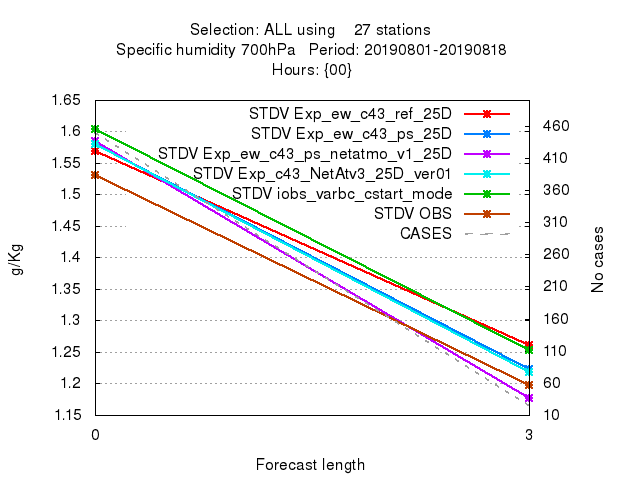 Selection: ALL using    27 stations
Specific humidity 700hPa   Period: 20190801-20190818
Hours: {00}
STDV Exp_ew_c43_ref_25D
STDV Exp_ew_c43_ps_25D
STDV Exp_ew_c43_ps_netatmo_v1_25D
STDV Exp_c43_NetAtv3_25D_ver01
STDV iobs_varbc_cstart_mode
STDV OBS
CASES
1.65
1.6
1.55
1.5
1.45
1.4
1.35
1.3
1.25
1.2
1.15
g/Kg
460
410
360
310
260
210
160
110
60
10
No cases
0
3
Forecast length